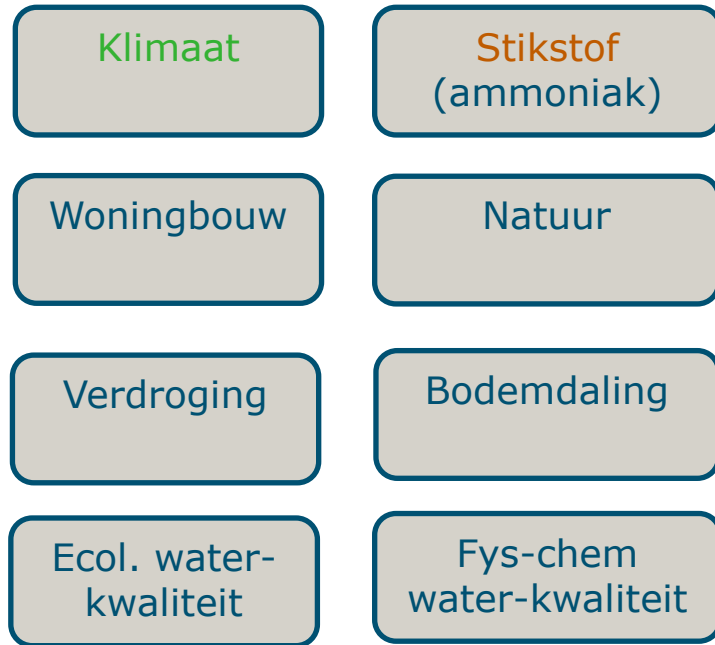 Klimaat
Stikstof
(ammoniak)
Woningbouw
Natuur
Verdroging
Bodemdaling
Ecol. water-
kwaliteit
Fys-chem
water-kwaliteit